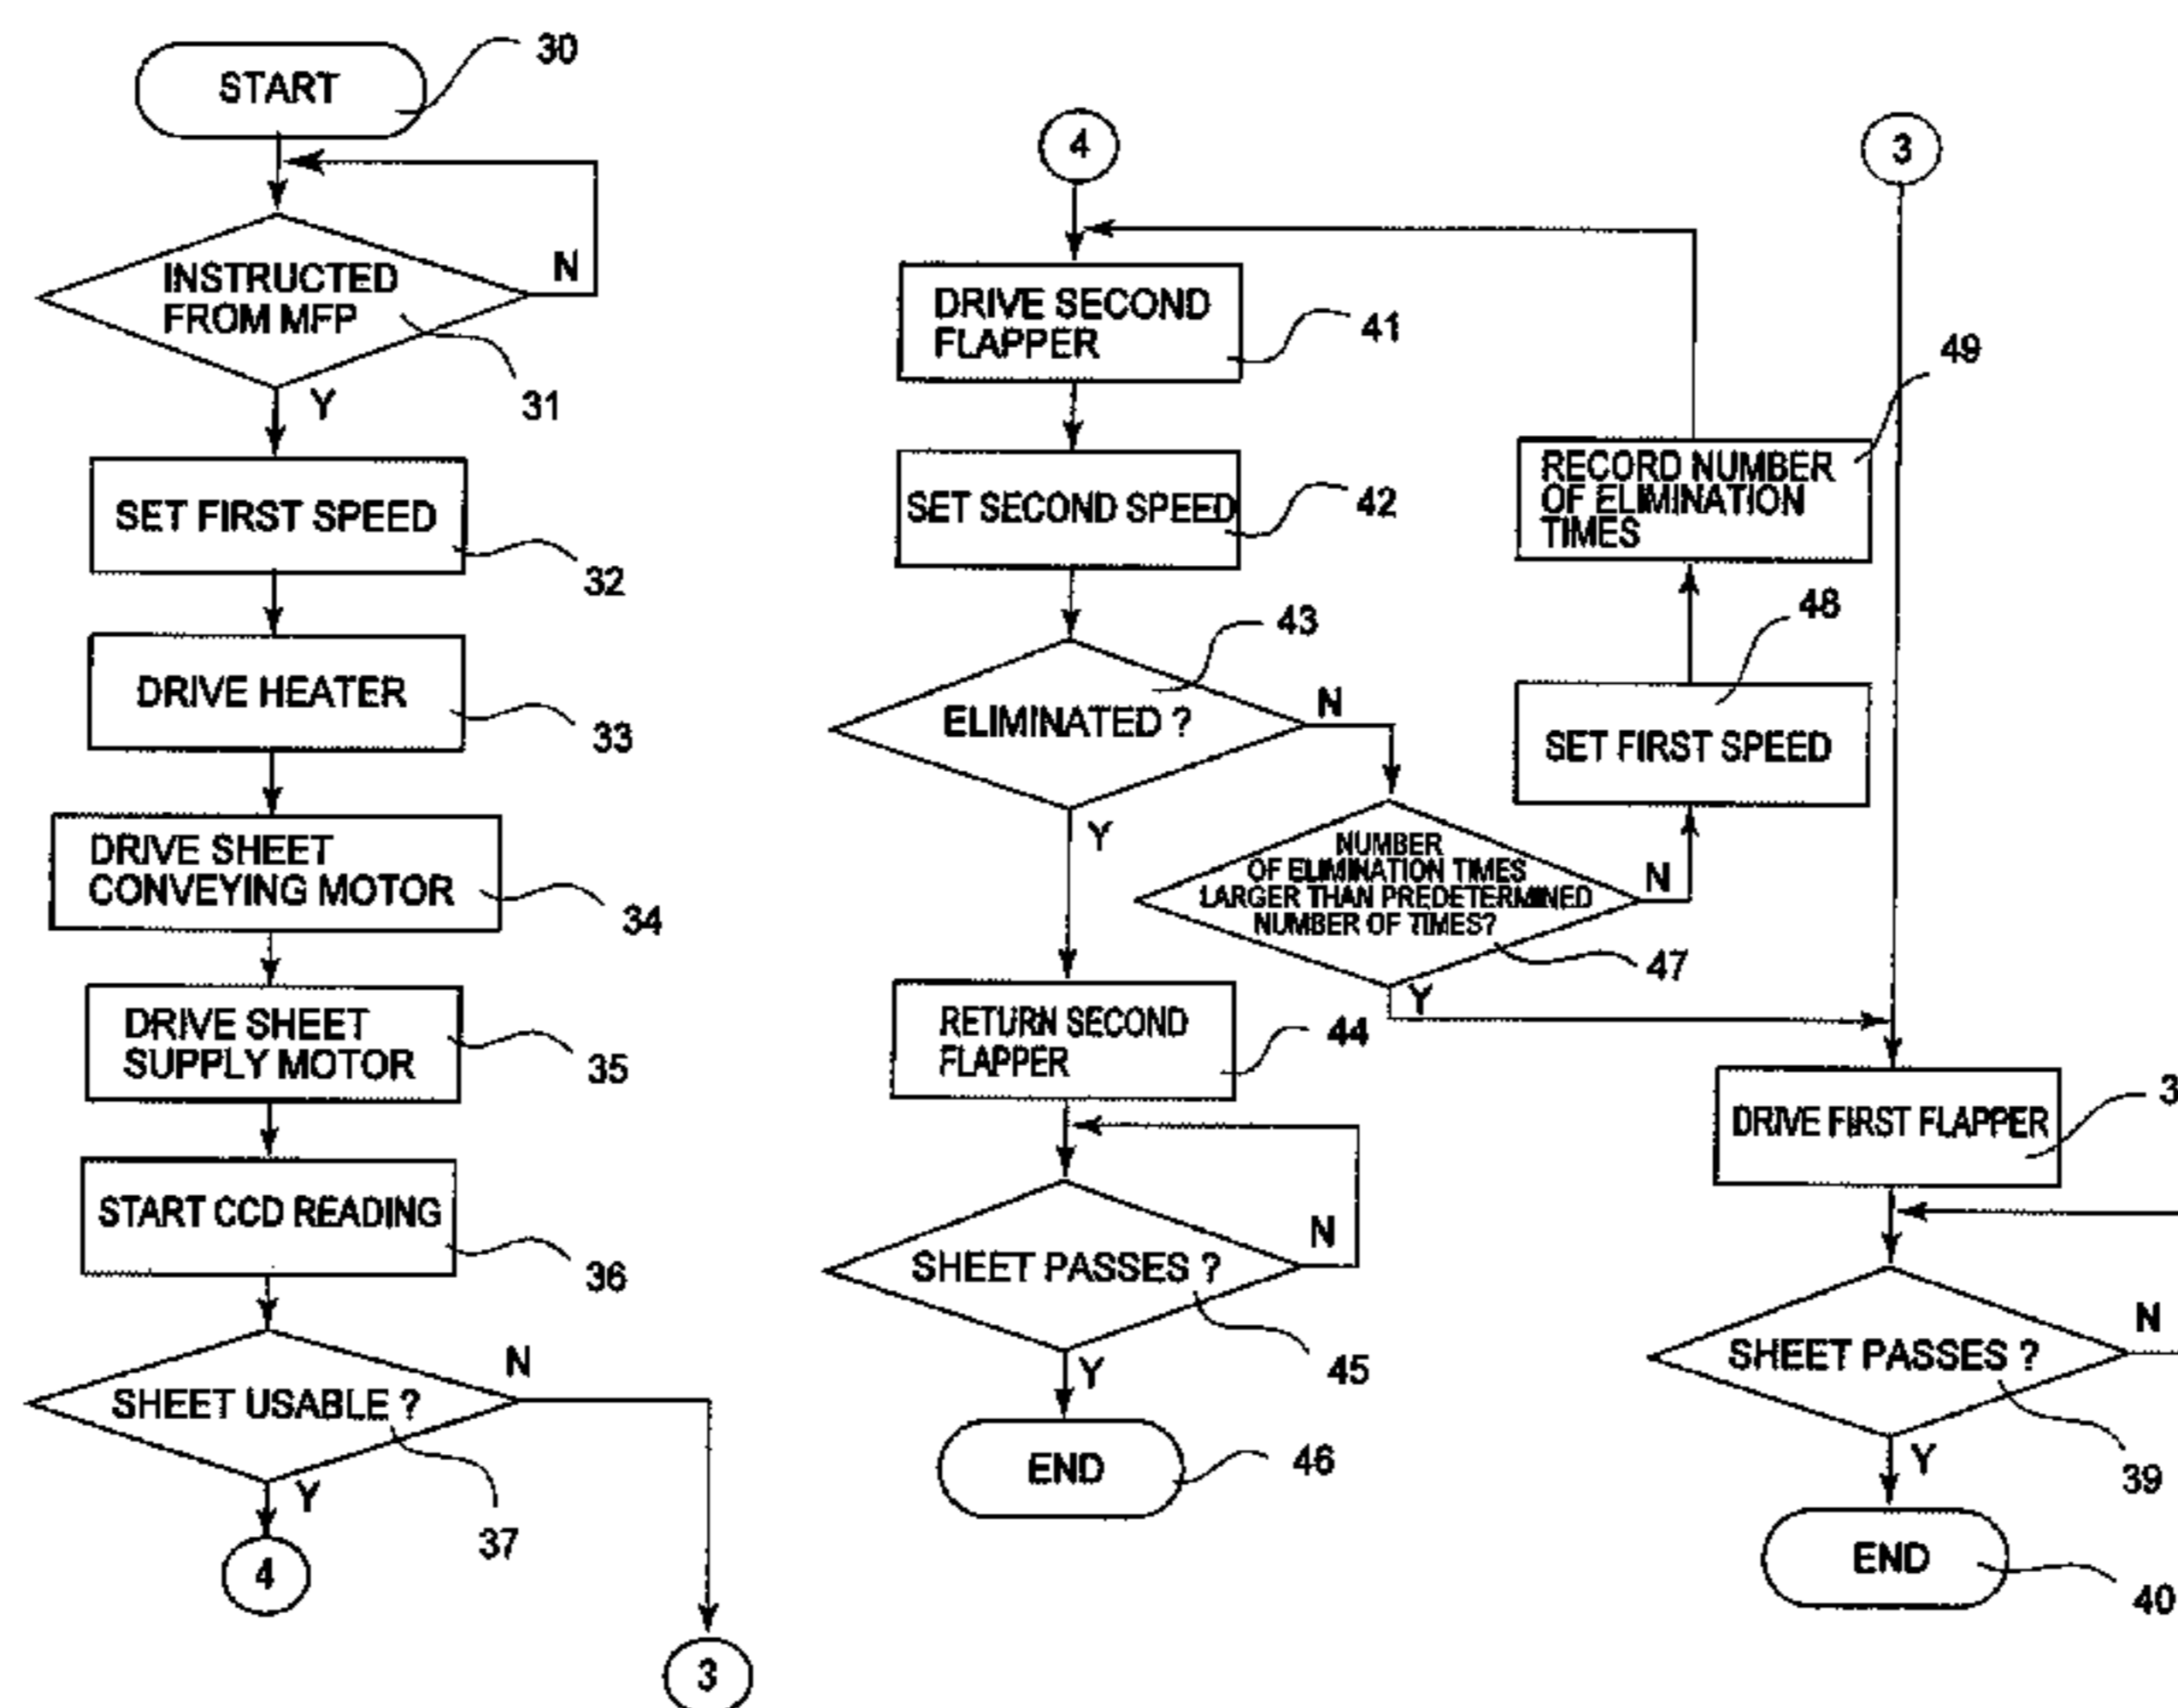 START
30
INSTRUCTED
FROM MFP
N
31
Y
SET FIRST SPEED
32
DRIVE HEATER
33
DRIVE SHEET
CONVEYING MOTOR
34
DRIVE SHEET
SUPPLY MOTOR
35
START CCD READING
36
SHEET USABLE ?
N
37
Y
4
3
4
DRIVE SECOND
FLAPPER
41
SET SECOND SPEED
42
43
ELIMINATED ?
N
Y
NUMBER
OF ELIMINATION TIMES
LARGER THAN PREDETERMINED
NUMBER OF TIMES?
N
47
Y
SET FIRST SPEED
48
RECORD NUMBER
OF ELIMINATION
TIMES
49
RETURN SECOND
FLAPPER
44
SHEET PASSES ?
N
45
Y
END
46
3
DRIVE FIRST FLAPPER
3
SHEET PASSES ?
N
39
Y
END
40